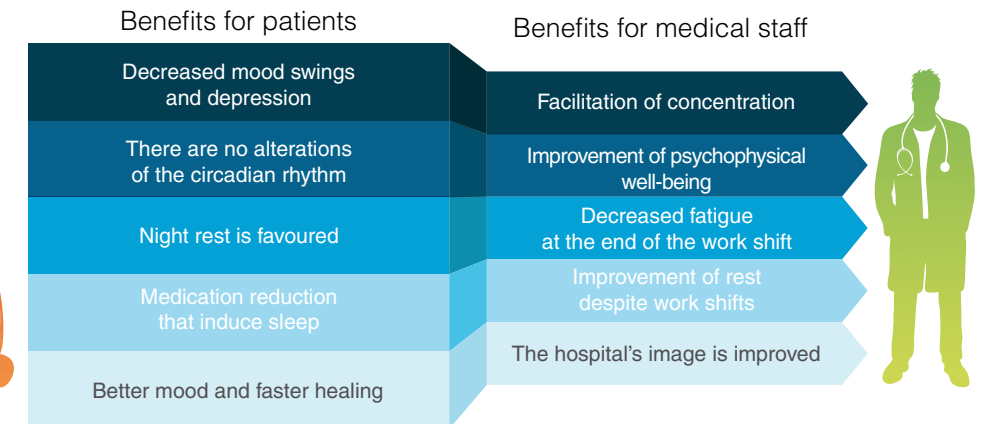 Benefits for patients
Decreased mood swings
and depression
There are no alterations
of the circadian rhythm
Night rest is favoured
Medication reduction
that induce sleep
Better mood and faster healing
Benefits for medical staff
Facilitation of concentration
Improvement of psychophysical
well-being
Decreased fatigue
at the end of the work shift
Improvement of rest
despite work shifts
The hospital's image is improved